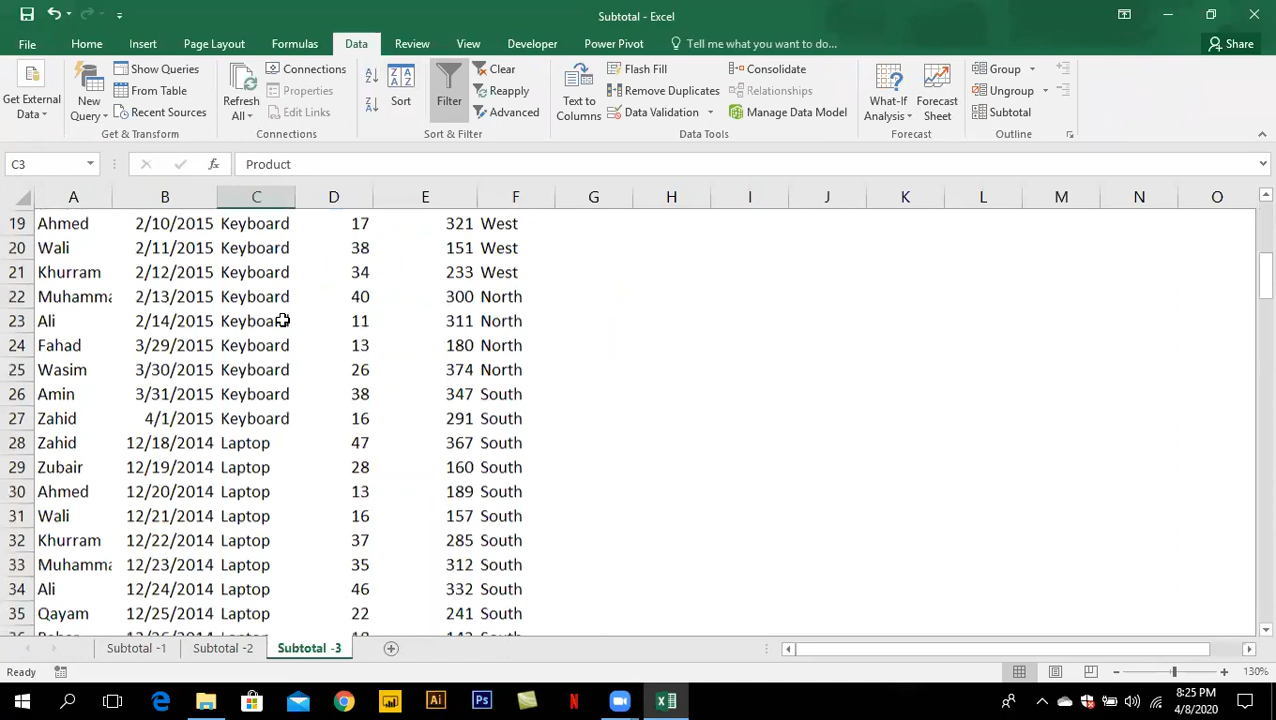 Subtotal - Excel
File Home Insert Page Layout Formulas Data Review View Developer Power Pivot Tell me what you want to do... Share
Get External Data
New Query
Show Queries
From Table
Recent Sources
Get & Transform
Refresh All
Connections
Properties
Edit Links
Connections
Sort
Filter
Clear
Reapply
Advanced
Sort & Filter
Text to Columns
Flash Fill
Remove Duplicates
Data Validation
Consolidate
Relationships
Manage Data Model
Data Tools
What-If Analysis
Forecast Sheet
Forecast
Group
Ungroup
Subtotal
Outline
C3 fx Product
A B C D E F G H I J K L M N O
19 Ahmed 2/10/2015 Keyboard 17 321 West
20 Wali 2/11/2015 Keyboard 38 151 West
21 Khurram 2/12/2015 Keyboard 34 233 West
22 Muhamma 2/13/2015 Keyboard 40 300 North
23 Ali 2/14/2015 Keyboard 11 311 North
24 Fahad 3/29/2015 Keyboard 13 180 North
25 Wasim 3/30/2015 Keyboard 26 374 North
26 Amin 3/31/2015 Keyboard 38 347 South
27 Zahid 4/1/2015 Keyboard 16 291 South
28 Zahid 12/18/2014 Laptop 47 367 South
29 Zubair 12/19/2014 Laptop 28 160 South
30 Ahmed 12/20/2014 Laptop 13 189 South
31 Wali 12/21/2014 Laptop 16 157 South
32 Khurram 12/22/2014 Laptop 37 285 South
33 Muhamma 12/23/2014 Laptop 35 312 South
34 Ali 12/24/2014 Laptop 46 332 South
35 Qayam 12/25/2014 Laptop 22 241 South
Subtotal -1 Subtotal -2 Subtotal -3
Ready 130%
Ai Ps N
8:25 PM
4/8/2020